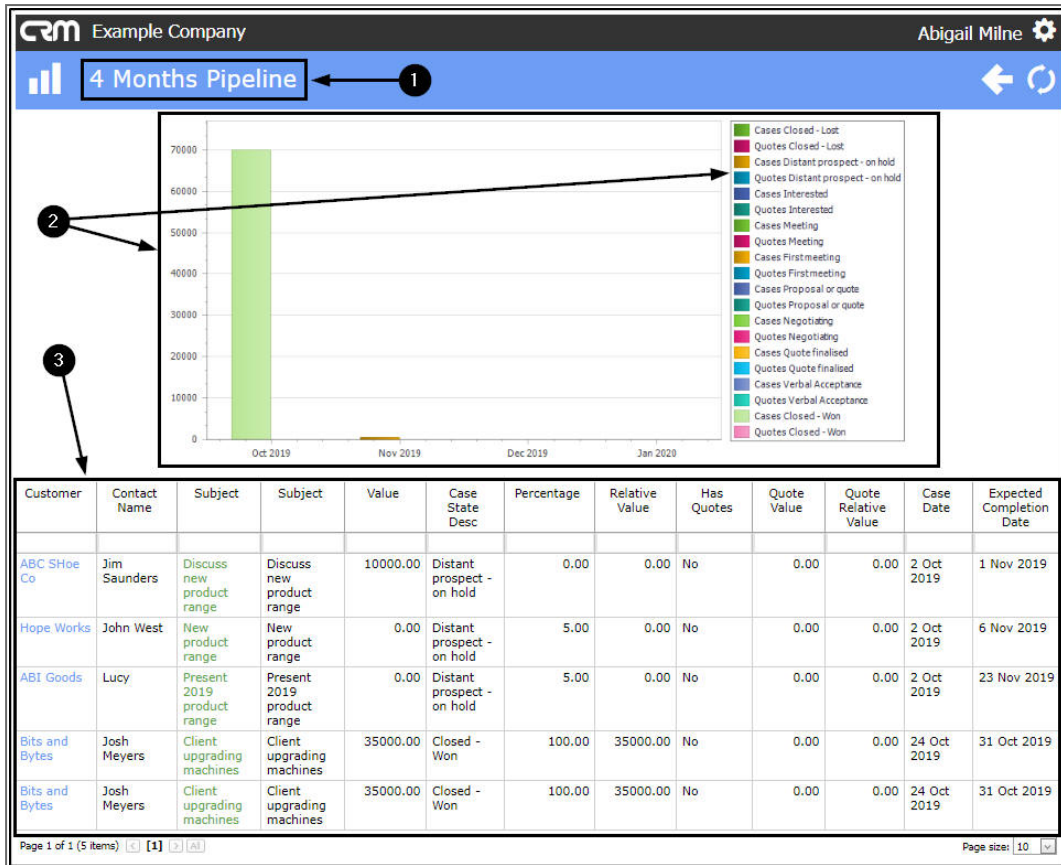 CRM Example Company
Abigail Milne
4 Months Pipeline
1
70000
60000
50000
40000
30000
20000
10000
0
Oct 2019 Nov 2019 Dec 2019 Jan 2020
Cases Closed - Lost
Quotes Closed - Lost
Cases Distant prospect - on hold
Quotes Distant prospect - on hold
Cases Interested
Quotes Interested
Cases Meeting
Quotes Meeting
Cases Firstmeeting
Quotes Firstmeeting
Cases Proposal or quote
Quotes Proposal or quote
Cases Negotiating
Quotes Negotiating
Cases Quote finalised
Quotes Quote finalised
Cases Verbal Acceptance
Quotes Verbal Acceptance
Cases Closed - Won
Quotes Closed - Won
2
3
Customer Contact Subject Subject Value Case Percentage Relative Has Quote Quote Case Expected
Name State Value Quotes Value Relative Date Completion
Desc Value Date
ABC SHoe Jim Discuss Discuss 10000.00 Distant 0.00 0.00 No 0.00 0.00 2 Oct 1 Nov 2019
Co Saunders new new prospect - 2019
product product on hold
range range
Hope Works John West New New 0.00 Distant 5.00 0.00 No 0.00 0.00 2 Oct 6 Nov 2019
product product prospect - 2019
range range on hold
ABI Goods Lucy Present Present 0.00 Distant 5.00 0.00 No 0.00 0.00 2 Oct 23 Nov 2019
2019 2019 prospect - 2019
product product on hold
range range
Bits and Josh Client Client 35000.00 Closed - 100.00 35000.00 No 0.00 0.00 24 Oct 31 Oct 2019
Bytes Meyers upgrading upgrading Won 2019
machines machines
Bits and Josh Client Client 35000.00 Closed - 100.00 35000.00 No 0.00 0.00 24 Oct 31 Oct 2019
Bytes Meyers upgrading upgrading Won 2019
machines machines
Page 1 of 1 (5 items) < [1] > All Page size: 10